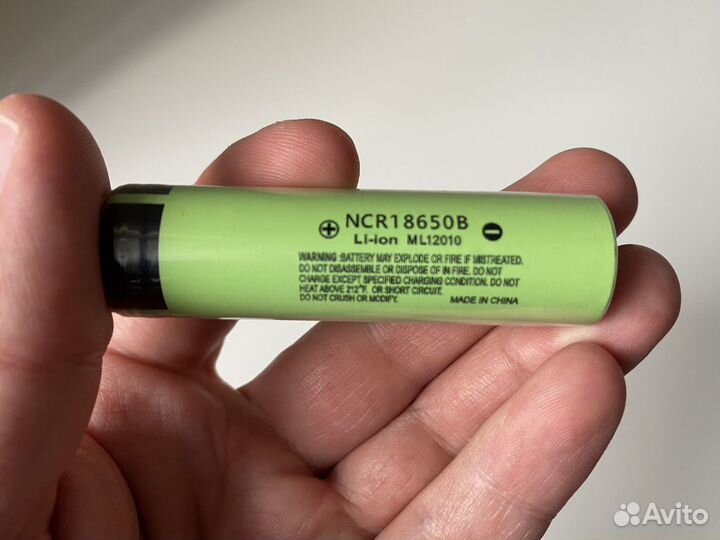 ⊕ NCR18650B ⊖
Li-ion ML12010
WARNING :BATTERY MAY EXPLODE OR FIRE IF MISTREATED.
DO NOT DISASSEMBLE OR DISPOSE OF IN FIRE. DO NOT
CHARGE EXCEPT SPECIFIED CHARGING CONDITION. DO NOT
HEAT ABOVE 212°F. OR SHORT CIRCUIT.
DO NOT CRUSH OR MODIFY. MADE IN CHINA
Avito